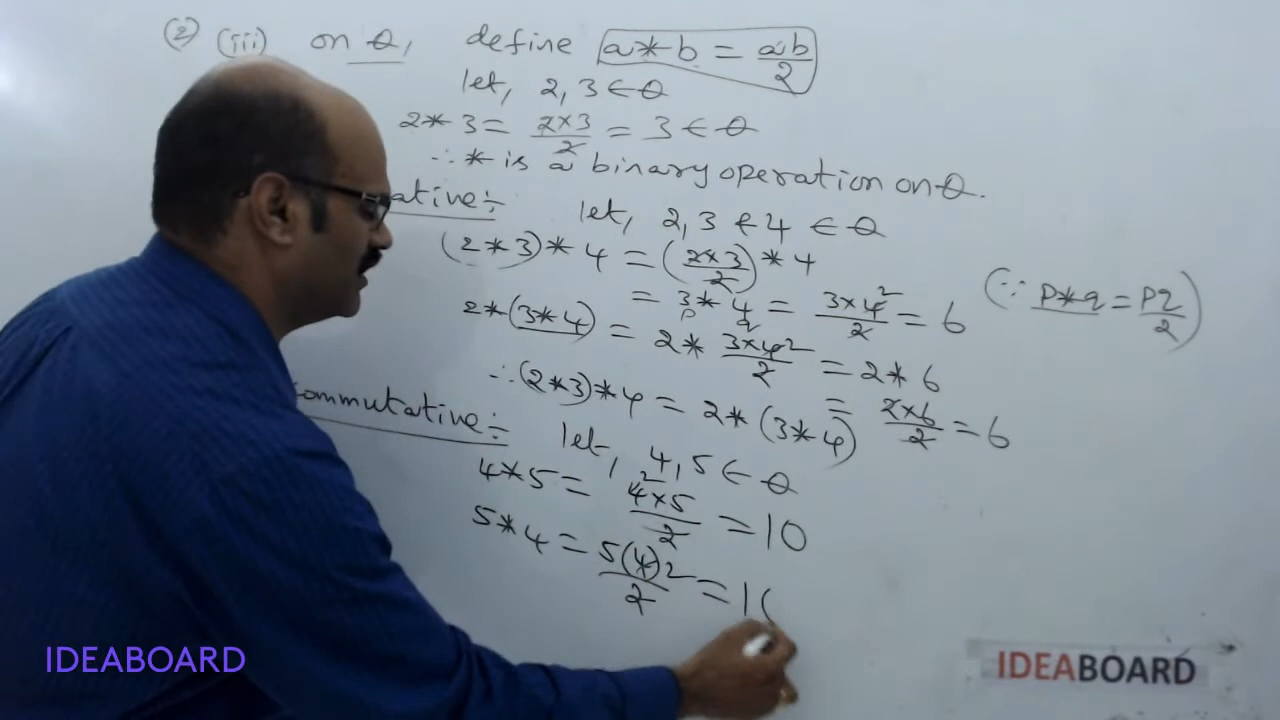 (2) (iii) on Q, define a * b = ab/2
let, 2, 3 ∈ Q
2 * 3 = 2×3/2 = 3 ∈ Q
∴ * is a binary operation on Q.
ative :- let, 2, 3 & 4 ∈ Q
(2 * 3) * 4 = (2×3/2) * 4
= 3 * 4 = 3×4/2 = 6 (∵ p * q = pq/2)
p q 2
2 * (3 * 4) = 2 * 3×4/2 = 2 * 6
2
∴ (2 * 3) * 4 = 2 * (3 * 4) = 2×6/2 = 6
ommutative :- let, 4, 5 ∈ Q
4 * 5 = 4×5/2 = 10
2
5 * 4 = 5(4)/2 = 1
2
IDEABOARD
IDEABOARD